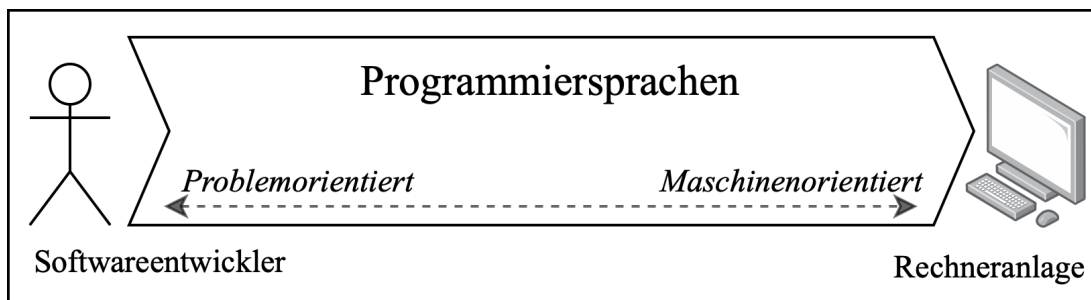 Programmiersprachen
Problemorientiert Maschinenorientiert
Softwareentwickler
Rechneranlage